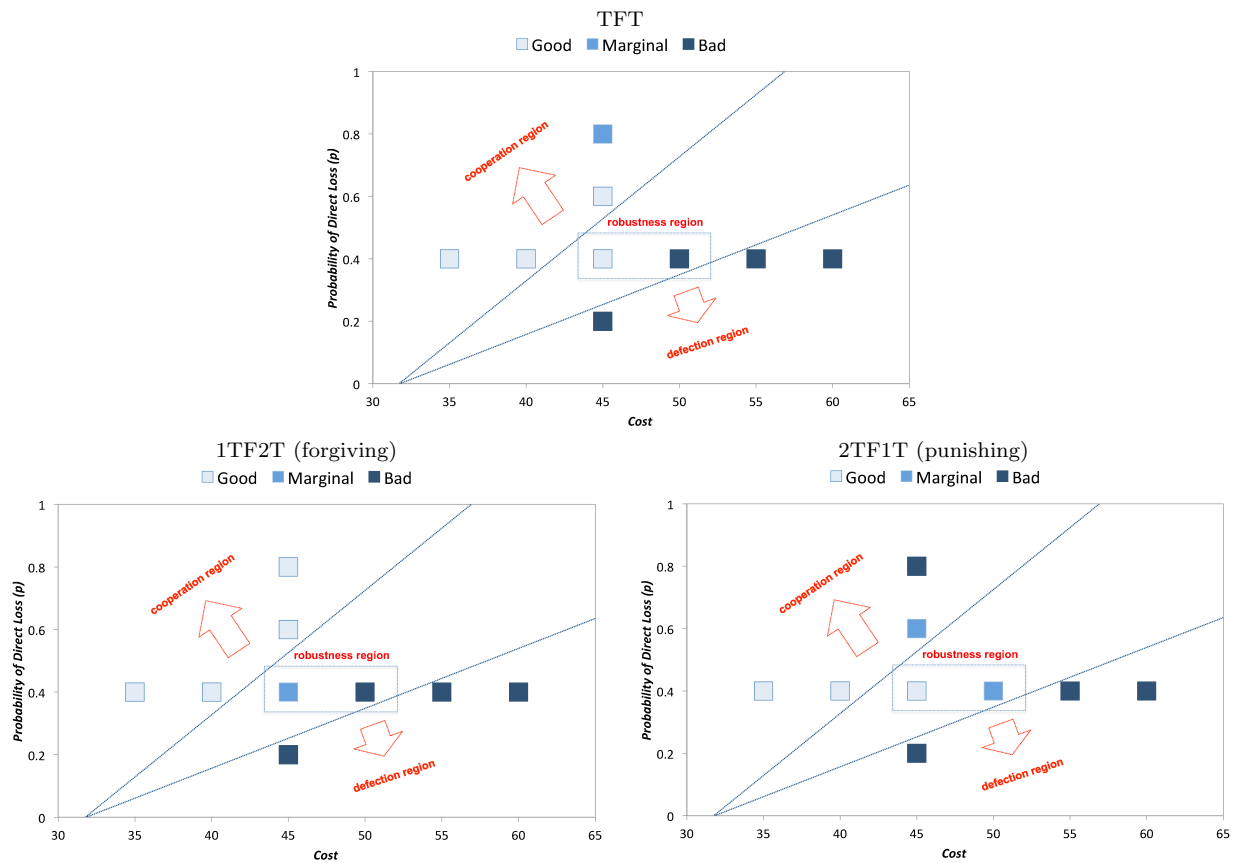 TFT
Good Marginal Bad
1
0.8
0.6
0.4
0.2
0
Probability of Direct Loss (p)
cooperation region
robustness region
defection region
30 35 40 45 50 55 60 65
Cost
1TF2T (forgiving)
Good Marginal Bad
1
0.8
0.6
0.4
0.2
0
Probability of Direct Loss (p)
cooperation region
robustness region
defection region
30 35 40 45 50 55 60 65
Cost
2TF1T (punishing)
Good Marginal Bad
1
0.8
0.6
0.4
0.2
0
Probability of Direct Loss (p)
cooperation region
robustness region
defection region
30 35 40 45 50 55 60 65
Cost